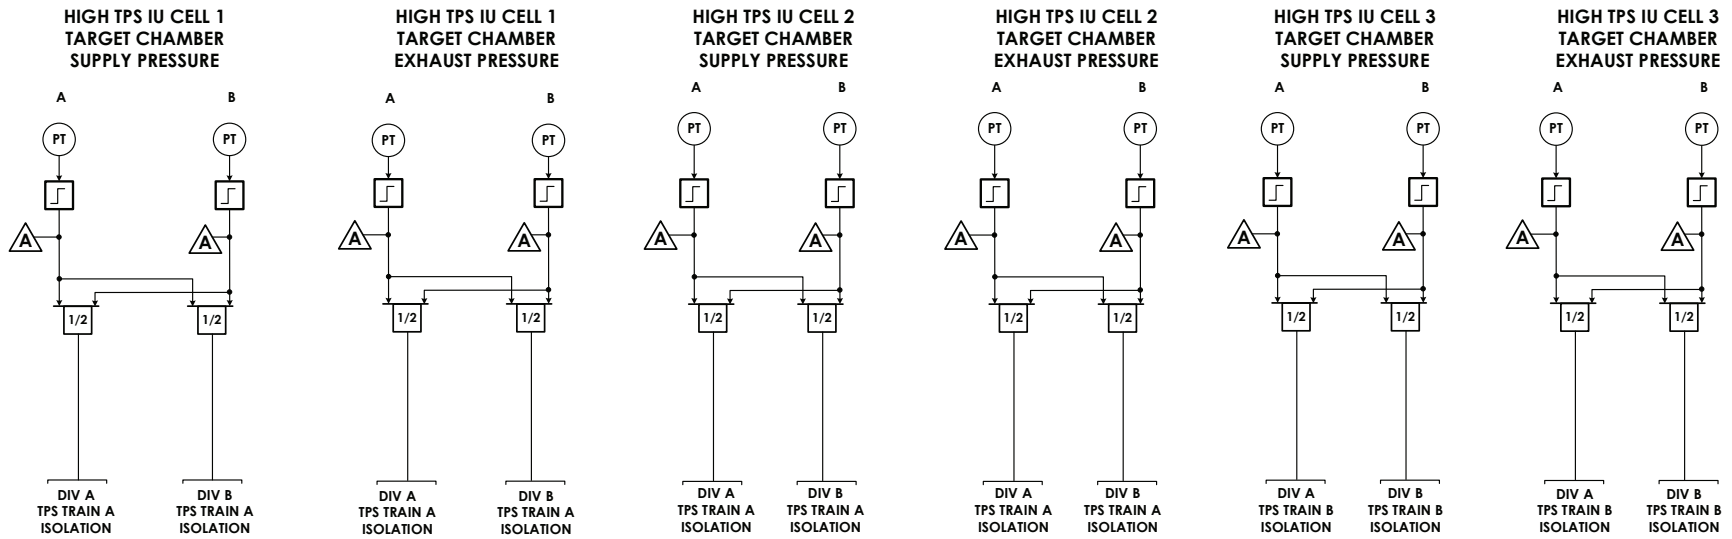 HIGH TPS IU CELL 1
TARGET CHAMBER
SUPPLY PRESSURE
A
B
PT
PT
A
A
1/2
1/2
DIV A
TPS TRAIN A
ISOLATION
DIV B
TPS TRAIN A
ISOLATION
HIGH TPS IU CELL 1
TARGET CHAMBER
EXHAUST PRESSURE
A
B
PT
PT
A
A
1/2
1/2
DIV A
TPS TRAIN A
ISOLATION
DIV B
TPS TRAIN A
ISOLATION
HIGH TPS IU CELL 2
TARGET CHAMBER
SUPPLY PRESSURE
A
B
PT
PT
A
A
1/2
1/2
DIV A
TPS TRAIN A
ISOLATION
DIV B
TPS TRAIN A
ISOLATION
HIGH TPS IU CELL 2
TARGET CHAMBER
EXHAUST PRESSURE
A
B
PT
PT
A
A
1/2
1/2
DIV A
TPS TRAIN A
ISOLATION
DIV B
TPS TRAIN A
ISOLATION
HIGH TPS IU CELL 3
TARGET CHAMBER
SUPPLY PRESSURE
A
B
PT
PT
A
A
1/2
1/2
DIV A
TPS TRAIN B
ISOLATION
DIV B
TPS TRAIN B
ISOLATION
HIGH TPS IU CELL 3
TARGET CHAMBER
EXHAUST PRESSURE
A
B
PT
PT
A
A
1/2
1/2
DIV A
TPS TRAIN B
ISOLATION
DIV B
TPS TRAIN B
ISOLATION